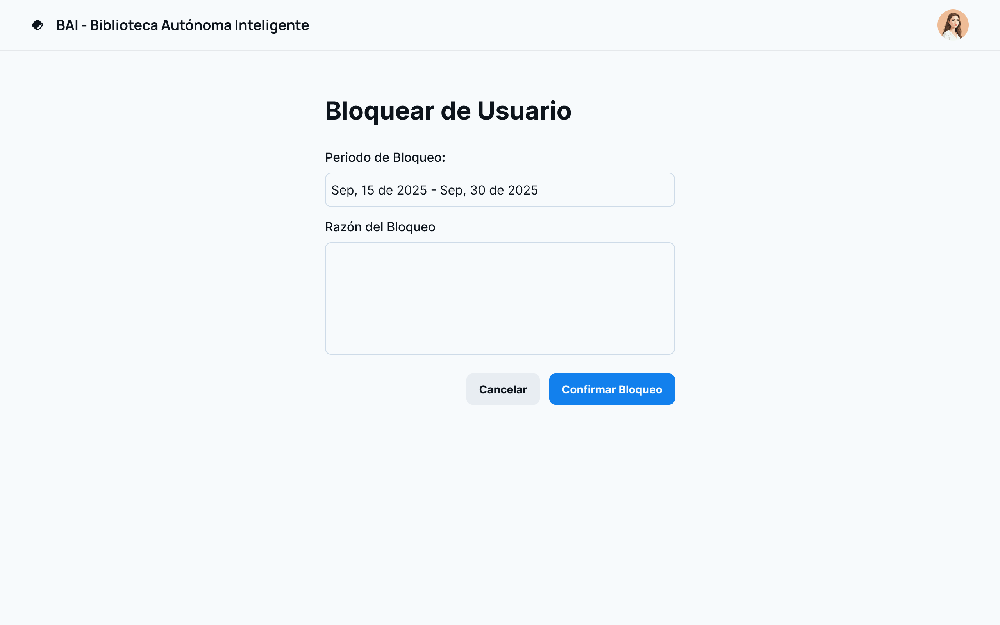 BAI - Biblioteca Autónoma Inteligente
Bloquear de Usuario
Periodo de Bloqueo:
Sep, 15 de 2025 - Sep, 30 de 2025
Razón del Bloqueo
Cancelar
Confirmar Bloqueo